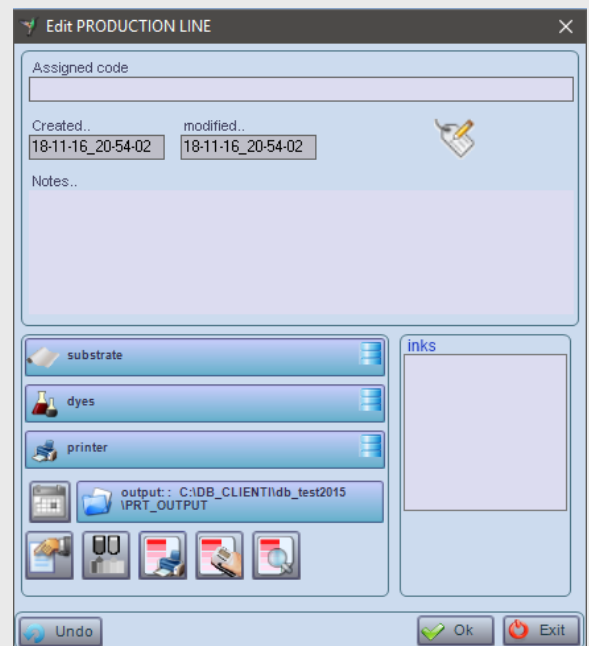 Edit PRODUCTION LINE
Assigned code
Created..
modified..
18-11-16_20-54-02
18-11-16_20-54-02
Notes..
substrate
inks
dyes
printer
output: : C:\DB_CLIENTI\db_test2015
\PRT_OUTPUT
Undo
Ok
Exit